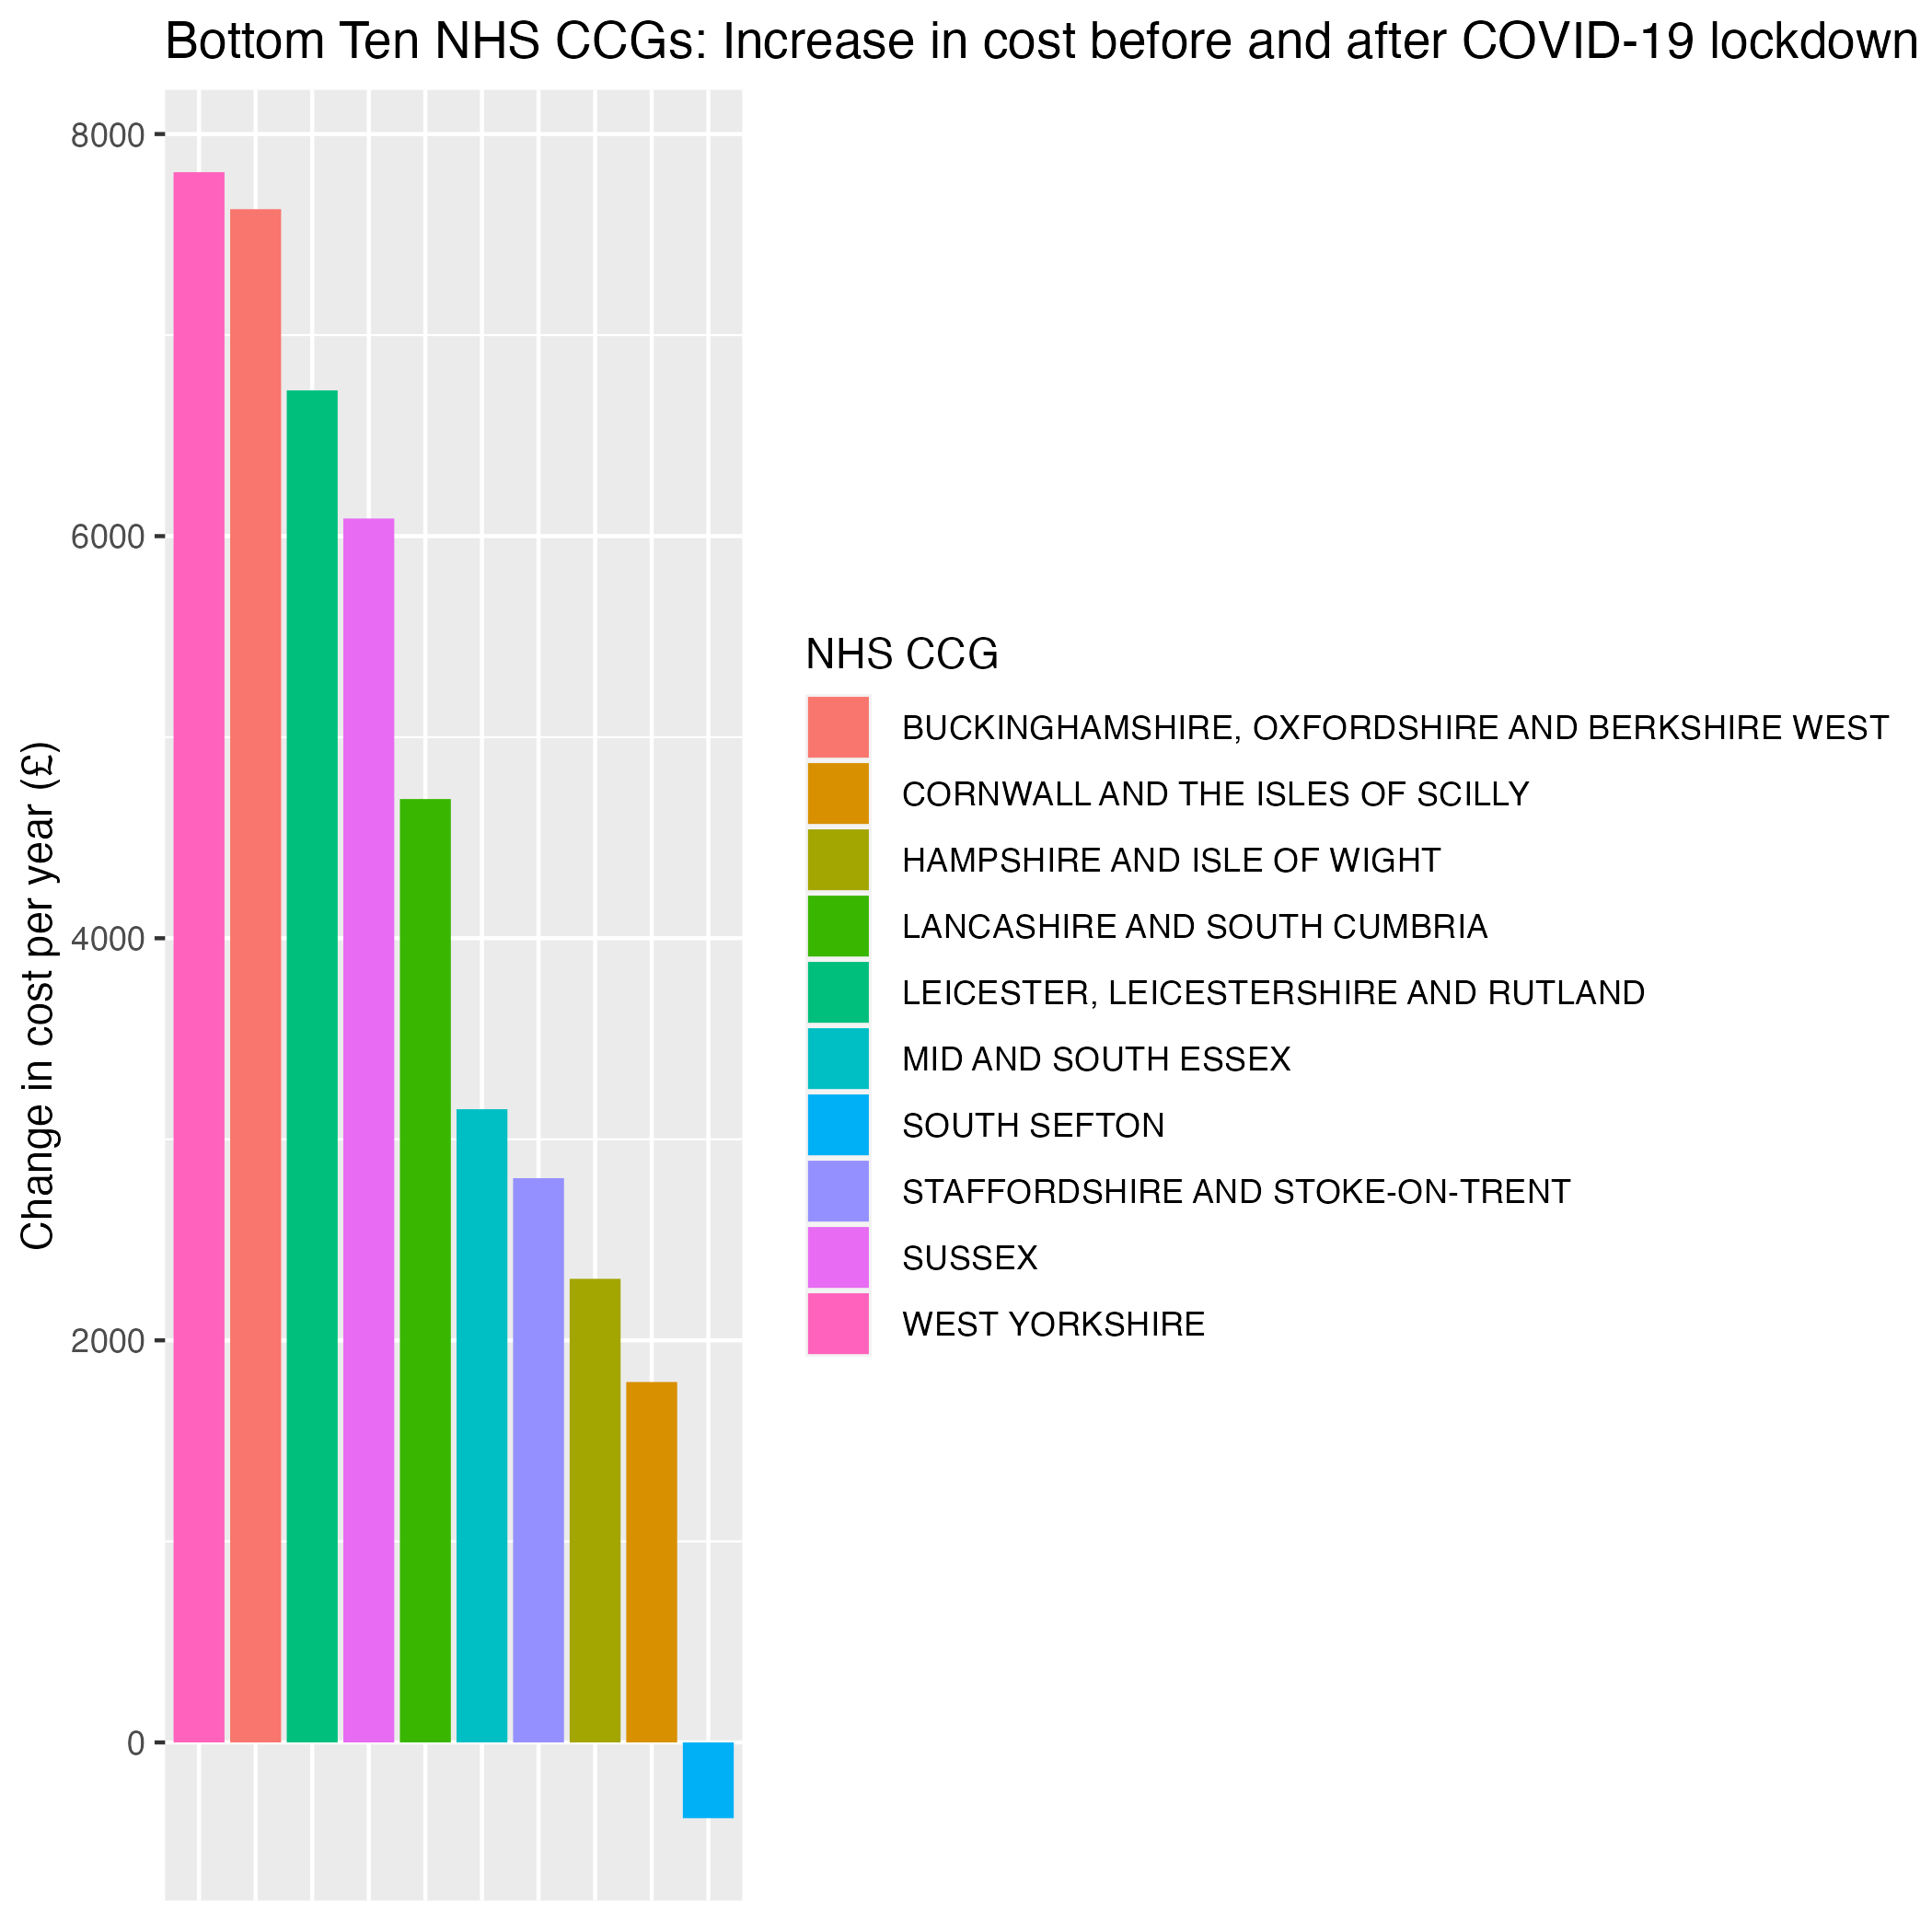 Bottom Ten NHS CCGs: Increase in cost before and after COVID-19 lockdown
8000
6000
4000
2000
0
Change in cost per year (£)
NHS CCG
BUCKINGHAMSHIRE, OXFORDSHIRE AND BERKSHIRE WEST
CORNWALL AND THE ISLES OF SCILLY
HAMPSHIRE AND ISLE OF WIGHT
LANCASHIRE AND SOUTH CUMBRIA
LEICESTER, LEICESTERSHIRE AND RUTLAND
MID AND SOUTH ESSEX
SOUTH SEFTON
STAFFORDSHIRE AND STOKE-ON-TRENT
SUSSEX
WEST YORKSHIRE